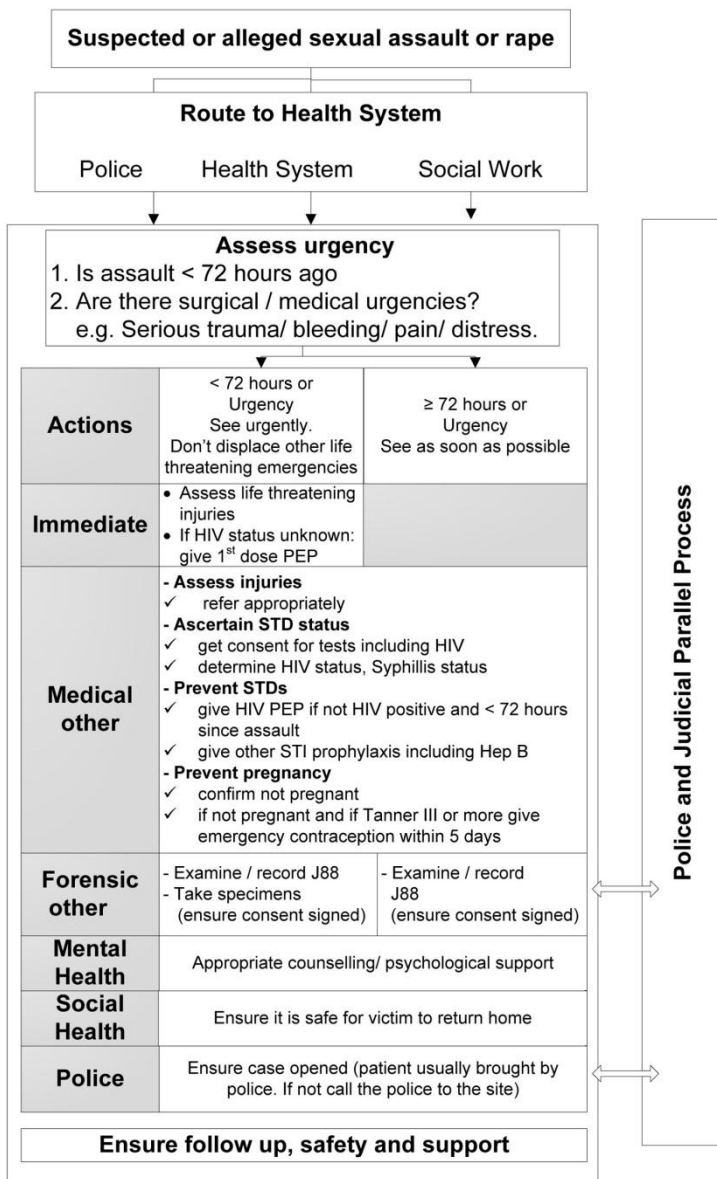 Suspected or alleged sexual assault or rape
Route to Health System
Police Health System Social Work
Assess urgency
1. Is assault < 72 hours ago
2. Are there surgical / medical urgencies?
e.g. Serious trauma/ bleeding/ pain/ distress.
Actions
< 72 hours or
Urgency
See urgently.
Don’t displace other life
threatening emergencies
≥ 72 hours or
Urgency
See as soon as possible
Immediate
• Assess life threatening
injuries
• If HIV status unknown:
give 1st dose PEP
Medical
other
- Assess injuries
✓ refer appropriately
- Ascertain STD status
✓ get consent for tests including HIV
✓ determine HIV status, Syphillis status
- Prevent STDs
✓ give HIV PEP if not HIV positive and < 72 hours
since assault
✓ give other STI prophylaxis including Hep B
- Prevent pregnancy
✓ confirm not pregnant
✓ if not pregnant and if Tanner III or more give
emergency contraception within 5 days
Forensic
other
- Examine / record J88
- Take specimens
(ensure consent signed)
- Examine / record
J88
(ensure consent signed)
Mental
Health
Appropriate counselling/ psychological support
Social
Health
Ensure it is safe for victim to return home
Police
Ensure case opened (patient usually brought by
police. If not call the police to the site)
Ensure follow up, safety and support
Police and Judicial Parallel Process